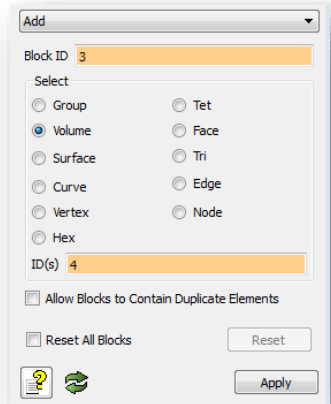 Add
Block ID 3
Select
Group Tet
Volume Face
Surface Tri
Curve Edge
Vertex Node
Hex
ID(s) 4
Allow Blocks to Contain Duplicate Elements
Reset All Blocks Reset
Apply